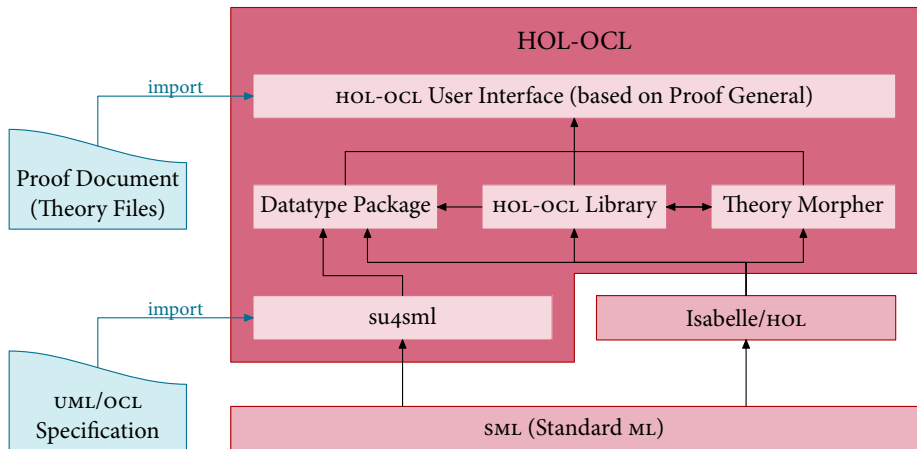 HOL-OCL
import
HOL-OCL User Interface (based on Proof General)
Proof Document
(Theory Files)
Datatype Package
HOL-OCL Library
Theory Morpher
import
su4sml
Isabelle/HOL
UML/OCL
Specification
SML (Standard ML)